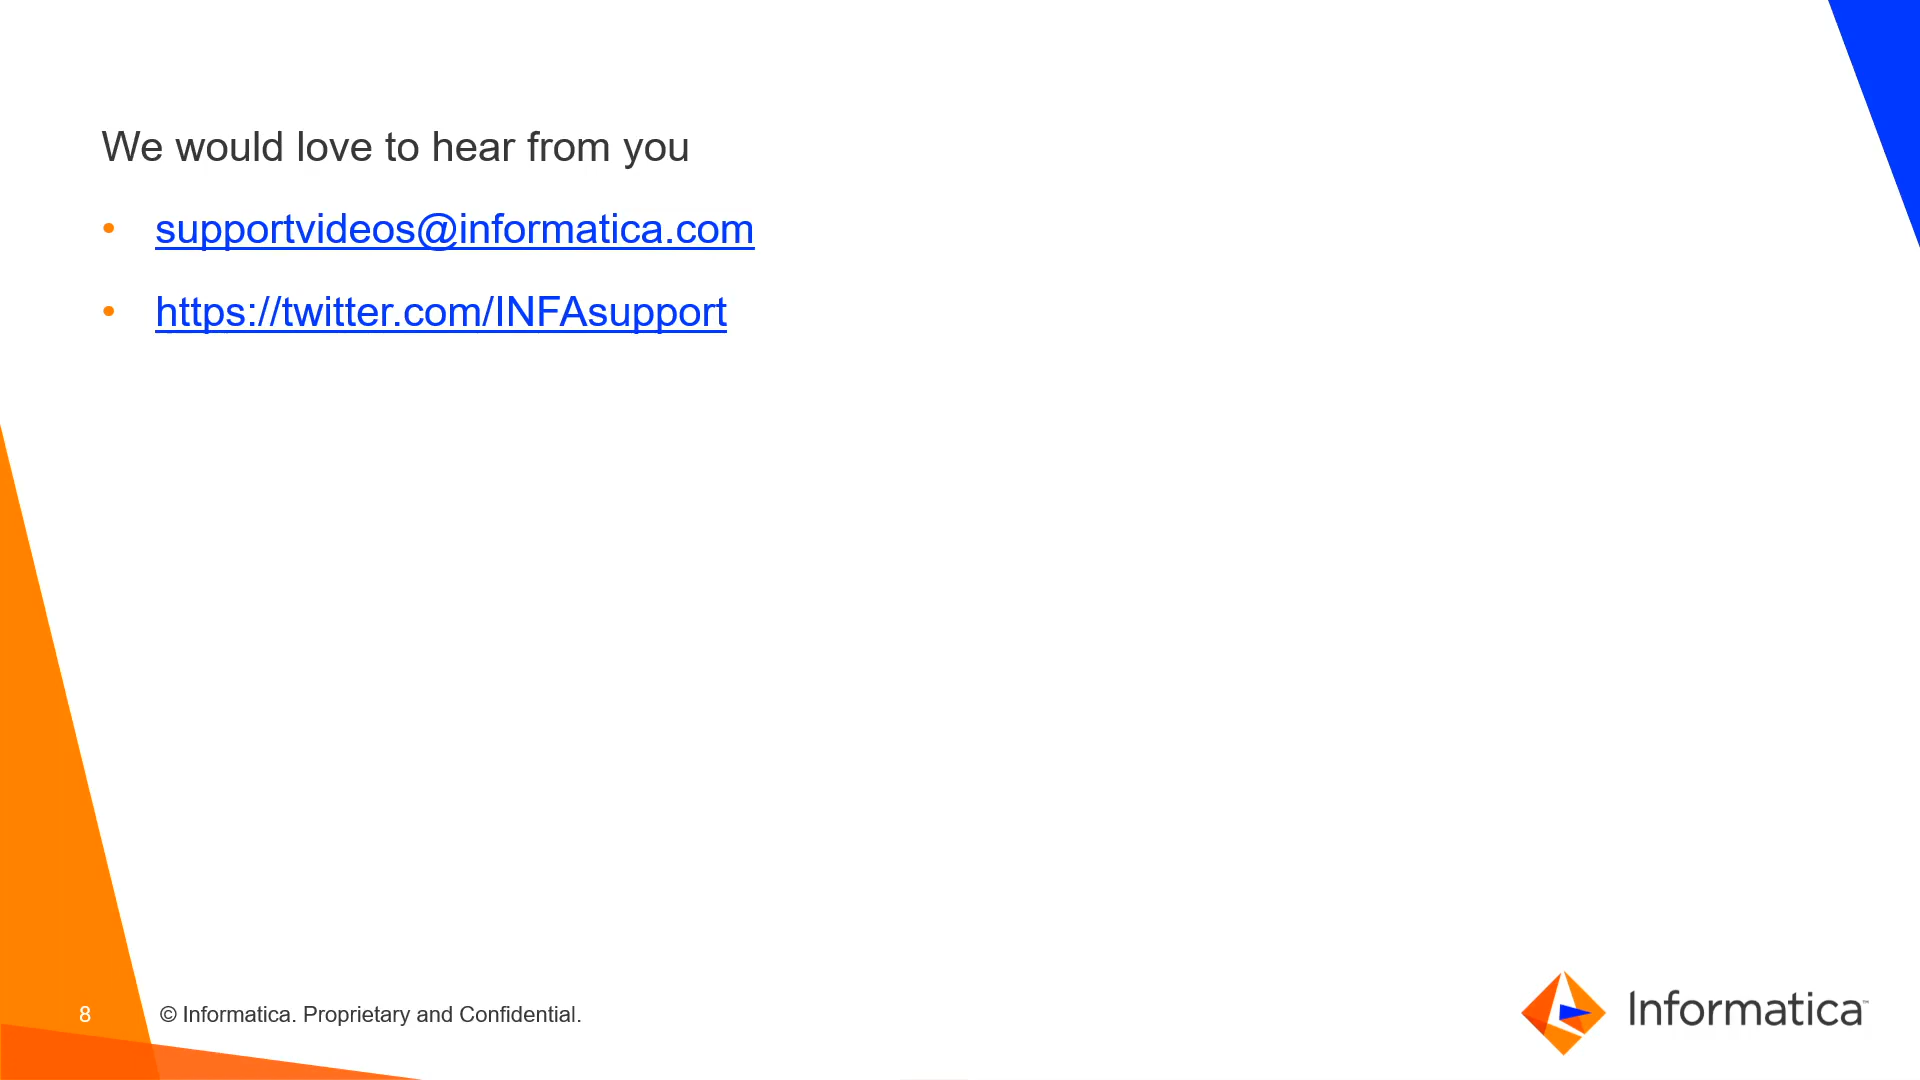 We would love to hear from you
• supportvideos@informatica.com
• https://twitter.com/INFAsupport
8
© Informatica. Proprietary and Confidential.
Informatica™